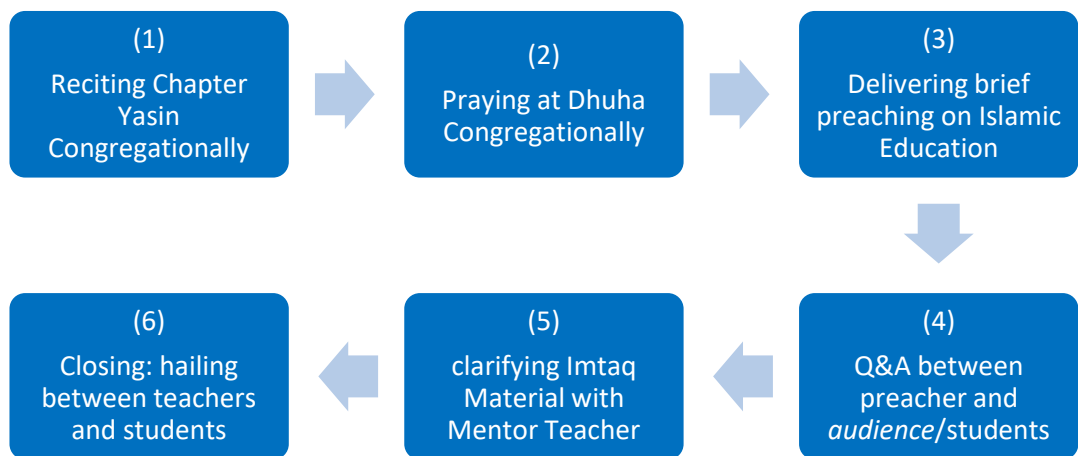 (1)
Reciting Chapter
Yasin
Congregationally
(2)
Praying at Dhuha
Congregationally
(3)
Delivering brief
preaching on Islamic
Education
(4)
Q&A between
preacher and
audience/students
(5)
clarifying Imtaq
Material with
Mentor Teacher
(6)
Closing: hailing
between teachers
and students